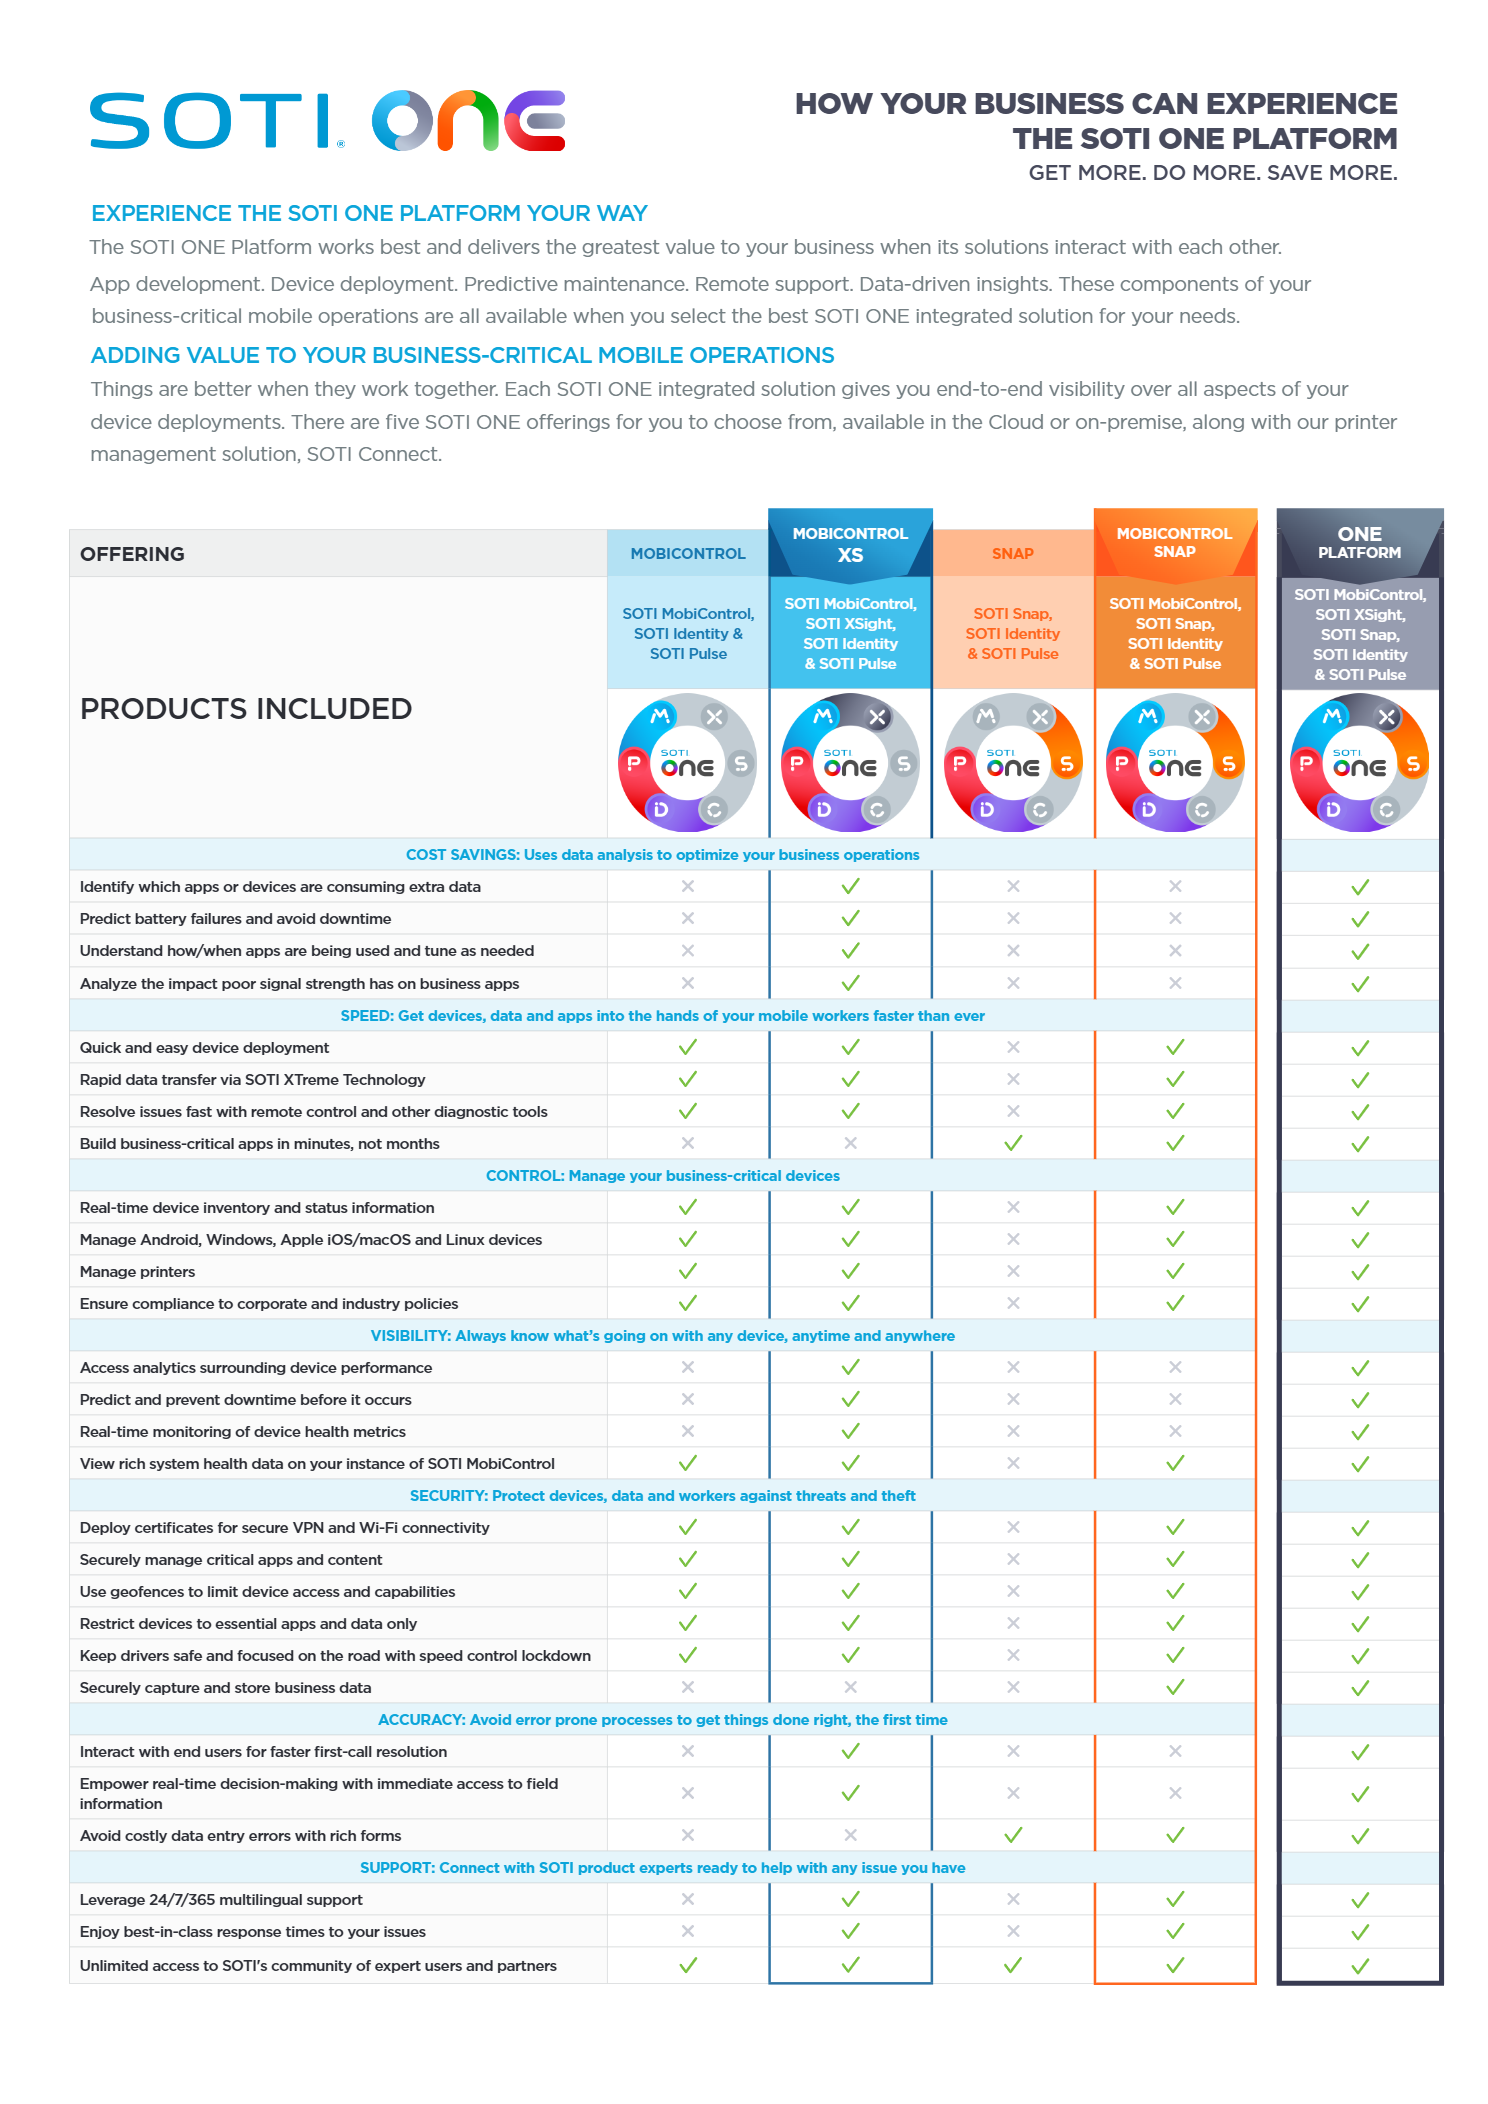 SOTI® ONE
HOW YOUR BUSINESS CAN EXPERIENCE
THE SOTI ONE PLATFORM
GET MORE. DO MORE. SAVE MORE.
EXPERIENCE THE SOTI ONE PLATFORM YOUR WAY
The SOTI ONE Platform works best and delivers the greatest value to your business when its solutions interact with each other.
App development. Device deployment. Predictive maintenance. Remote support. Data-driven insights. These components of your
business-critical mobile operations are all available when you select the best SOTI ONE integrated solution for your needs.
ADDING VALUE TO YOUR BUSINESS-CRITICAL MOBILE OPERATIONS
Things are better when they work together. Each SOTI ONE integrated solution gives you end-to-end visibility over all aspects of your
device deployments. There are five SOTI ONE offerings for you to choose from, available in the Cloud or on-premise, along with our printer
management solution, SOTI Connect.
OFFERING
MOBICONTROL
MOBICONTROL
XS
SNAP
MOBICONTROL
SNAP
ONE
PLATFORM
PRODUCTS INCLUDED
SOTI MobiControl,
SOTI Identity &
SOTI Pulse
SOTI MobiControl,
SOTI XSight,
SOTI Identity
& SOTI Pulse
SOTI Snap,
SOTI Identity
& SOTI Pulse
SOTI MobiControl,
SOTI Snap,
SOTI Identity
& SOTI Pulse
SOTI MobiControl,
SOTI XSight,
SOTI Snap,
SOTI Identity
& SOTI Pulse
M X S C iD P SOTI ONE
M X S C iD P SOTI ONE
M X S C iD P SOTI ONE
M X S C iD P SOTI ONE
M X S C iD P SOTI ONE
COST SAVINGS: Uses data analysis to optimize your business operations
Identify which apps or devices are consuming extra data
Predict battery failures and avoid downtime
Understand how/when apps are being used and tune as needed
Analyze the impact poor signal strength has on business apps
SPEED: Get devices, data and apps into the hands of your mobile workers faster than ever
Quick and easy device deployment
Rapid data transfer via SOTI XTreme Technology
Resolve issues fast with remote control and other diagnostic tools
Build business-critical apps in minutes, not months
CONTROL: Manage your business-critical devices
Real-time device inventory and status information
Manage Android, Windows, Apple iOS/macOS and Linux devices
Manage printers
Ensure compliance to corporate and industry policies
VISIBILITY: Always know what's going on with any device, anytime and anywhere
Access analytics surrounding device performance
Predict and prevent downtime before it occurs
Real-time monitoring of device health metrics
View rich system health data on your instance of SOTI MobiControl
SECURITY: Protect devices, data and workers against threats and theft
Deploy certificates for secure VPN and Wi-Fi connectivity
Securely manage critical apps and content
Use geofences to limit device access and capabilities
Restrict devices to essential apps and data only
Keep drivers safe and focused on the road with speed control lockdown
Securely capture and store business data
ACCURACY: Avoid error prone processes to get things done right, the first time
Interact with end users for faster first-call resolution
Empower real-time decision-making with immediate access to field
information
Avoid costly data entry errors with rich forms
SUPPORT: Connect with SOTI product experts ready to help with any issue you have
Leverage 24/7/365 multilingual support
Enjoy best-in-class response times to your issues
Unlimited access to SOTI's community of expert users and partners